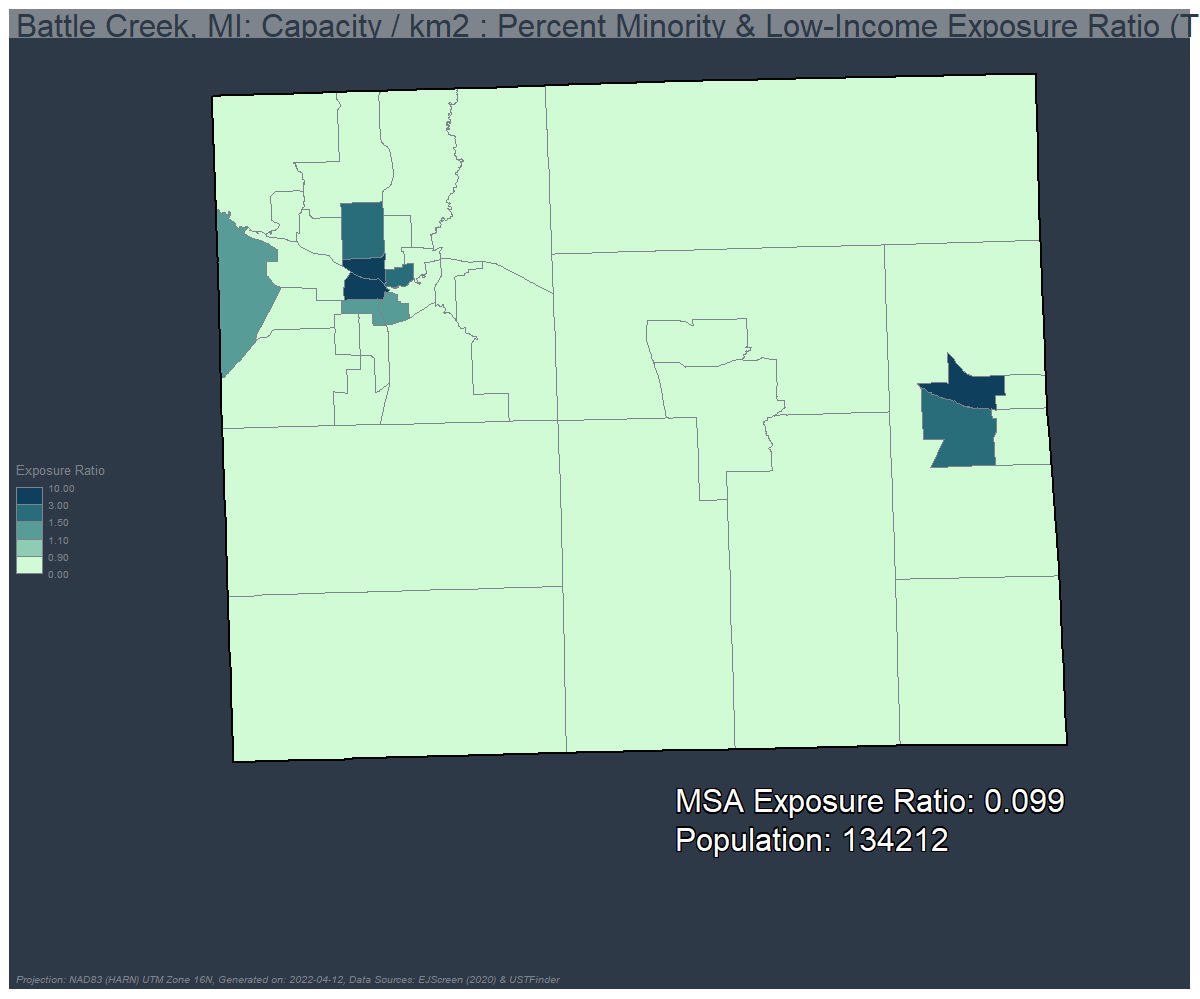 Battle Creek, MI: Capacity / km2 : Percent Minority & Low-Income Exposure Ratio (T
Exposure Ratio
10.00
3.00
1.50
1.10
0.90
0.00
MSA Exposure Ratio: 0.099
Population: 134212
Projection: NAD83 (HARN) UTM Zone 16N, Generated on: 2022-04-12, Data Sources: EJScreen (2020) & USTFinder